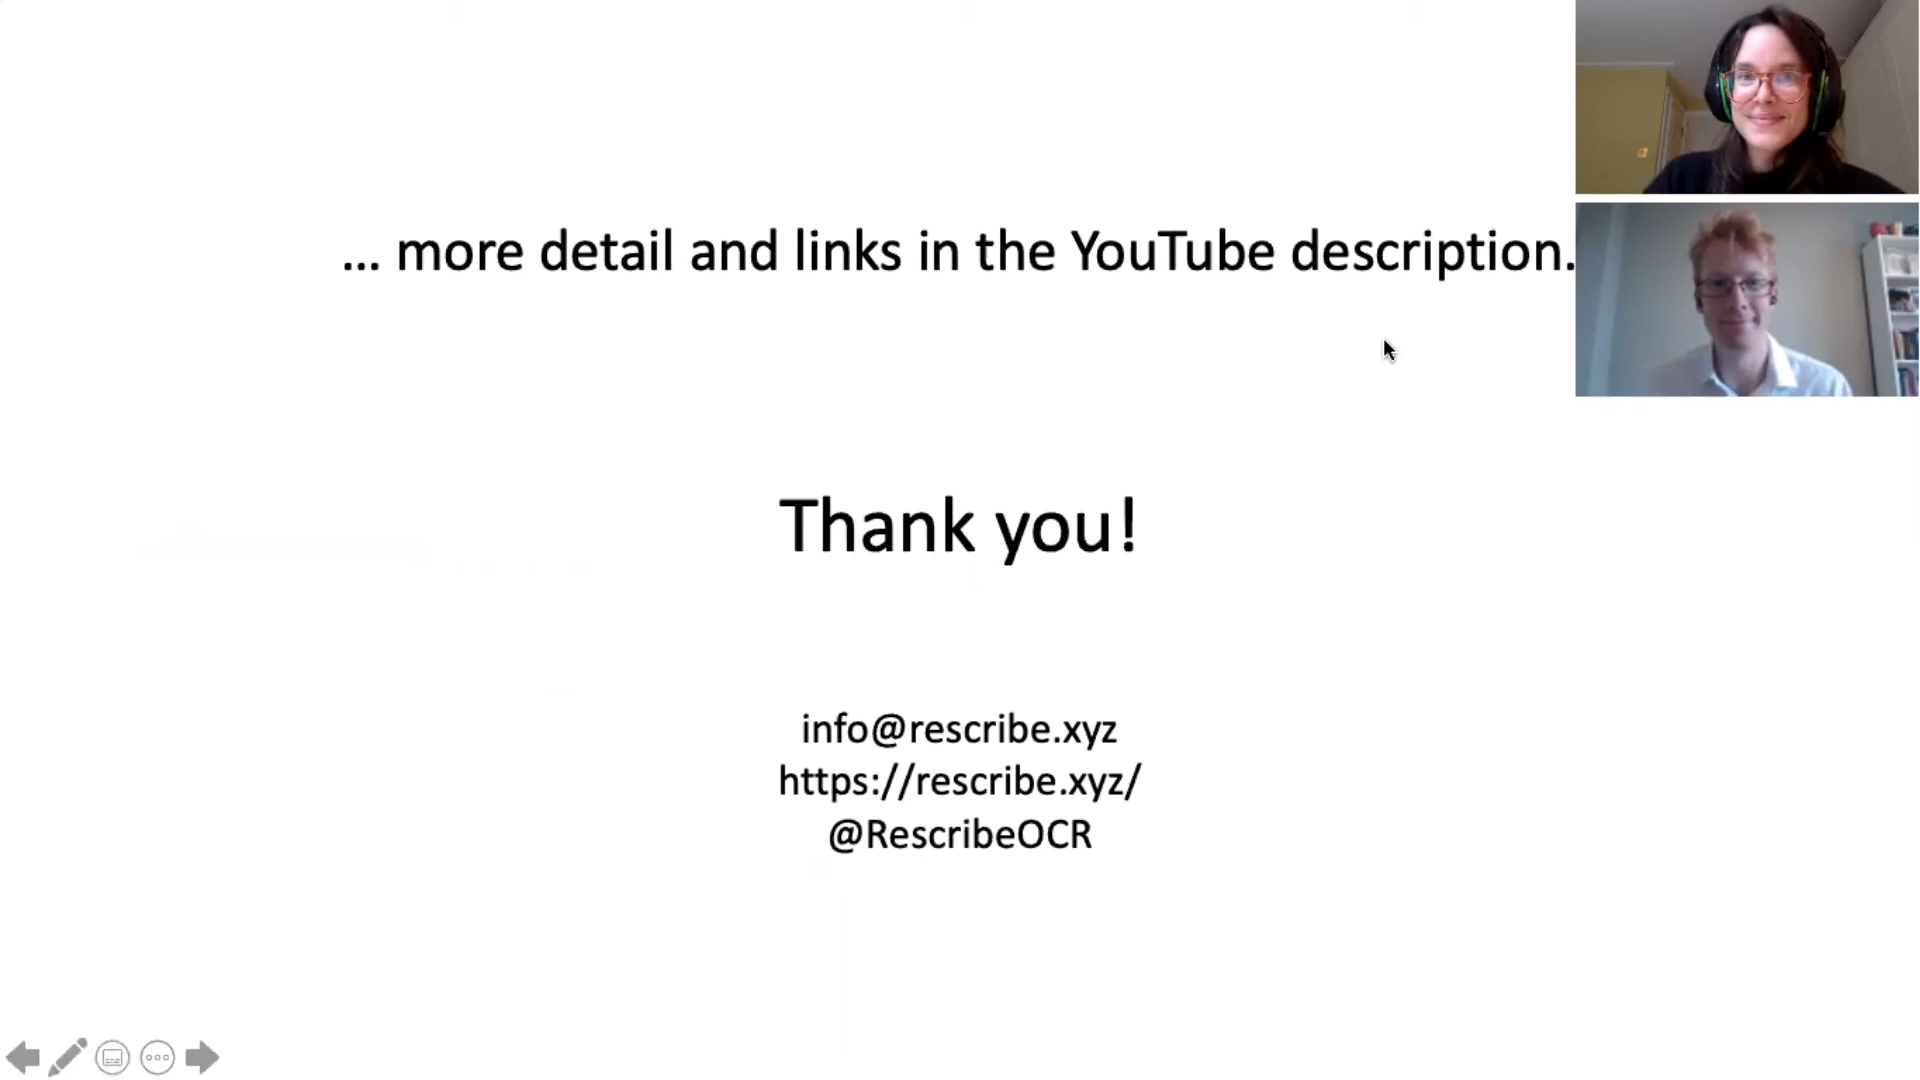 ... more detail and links in the YouTube description.
Thank you!
info@rescribe.xyz
https://rescribe.xyz/
@RescribeOCR